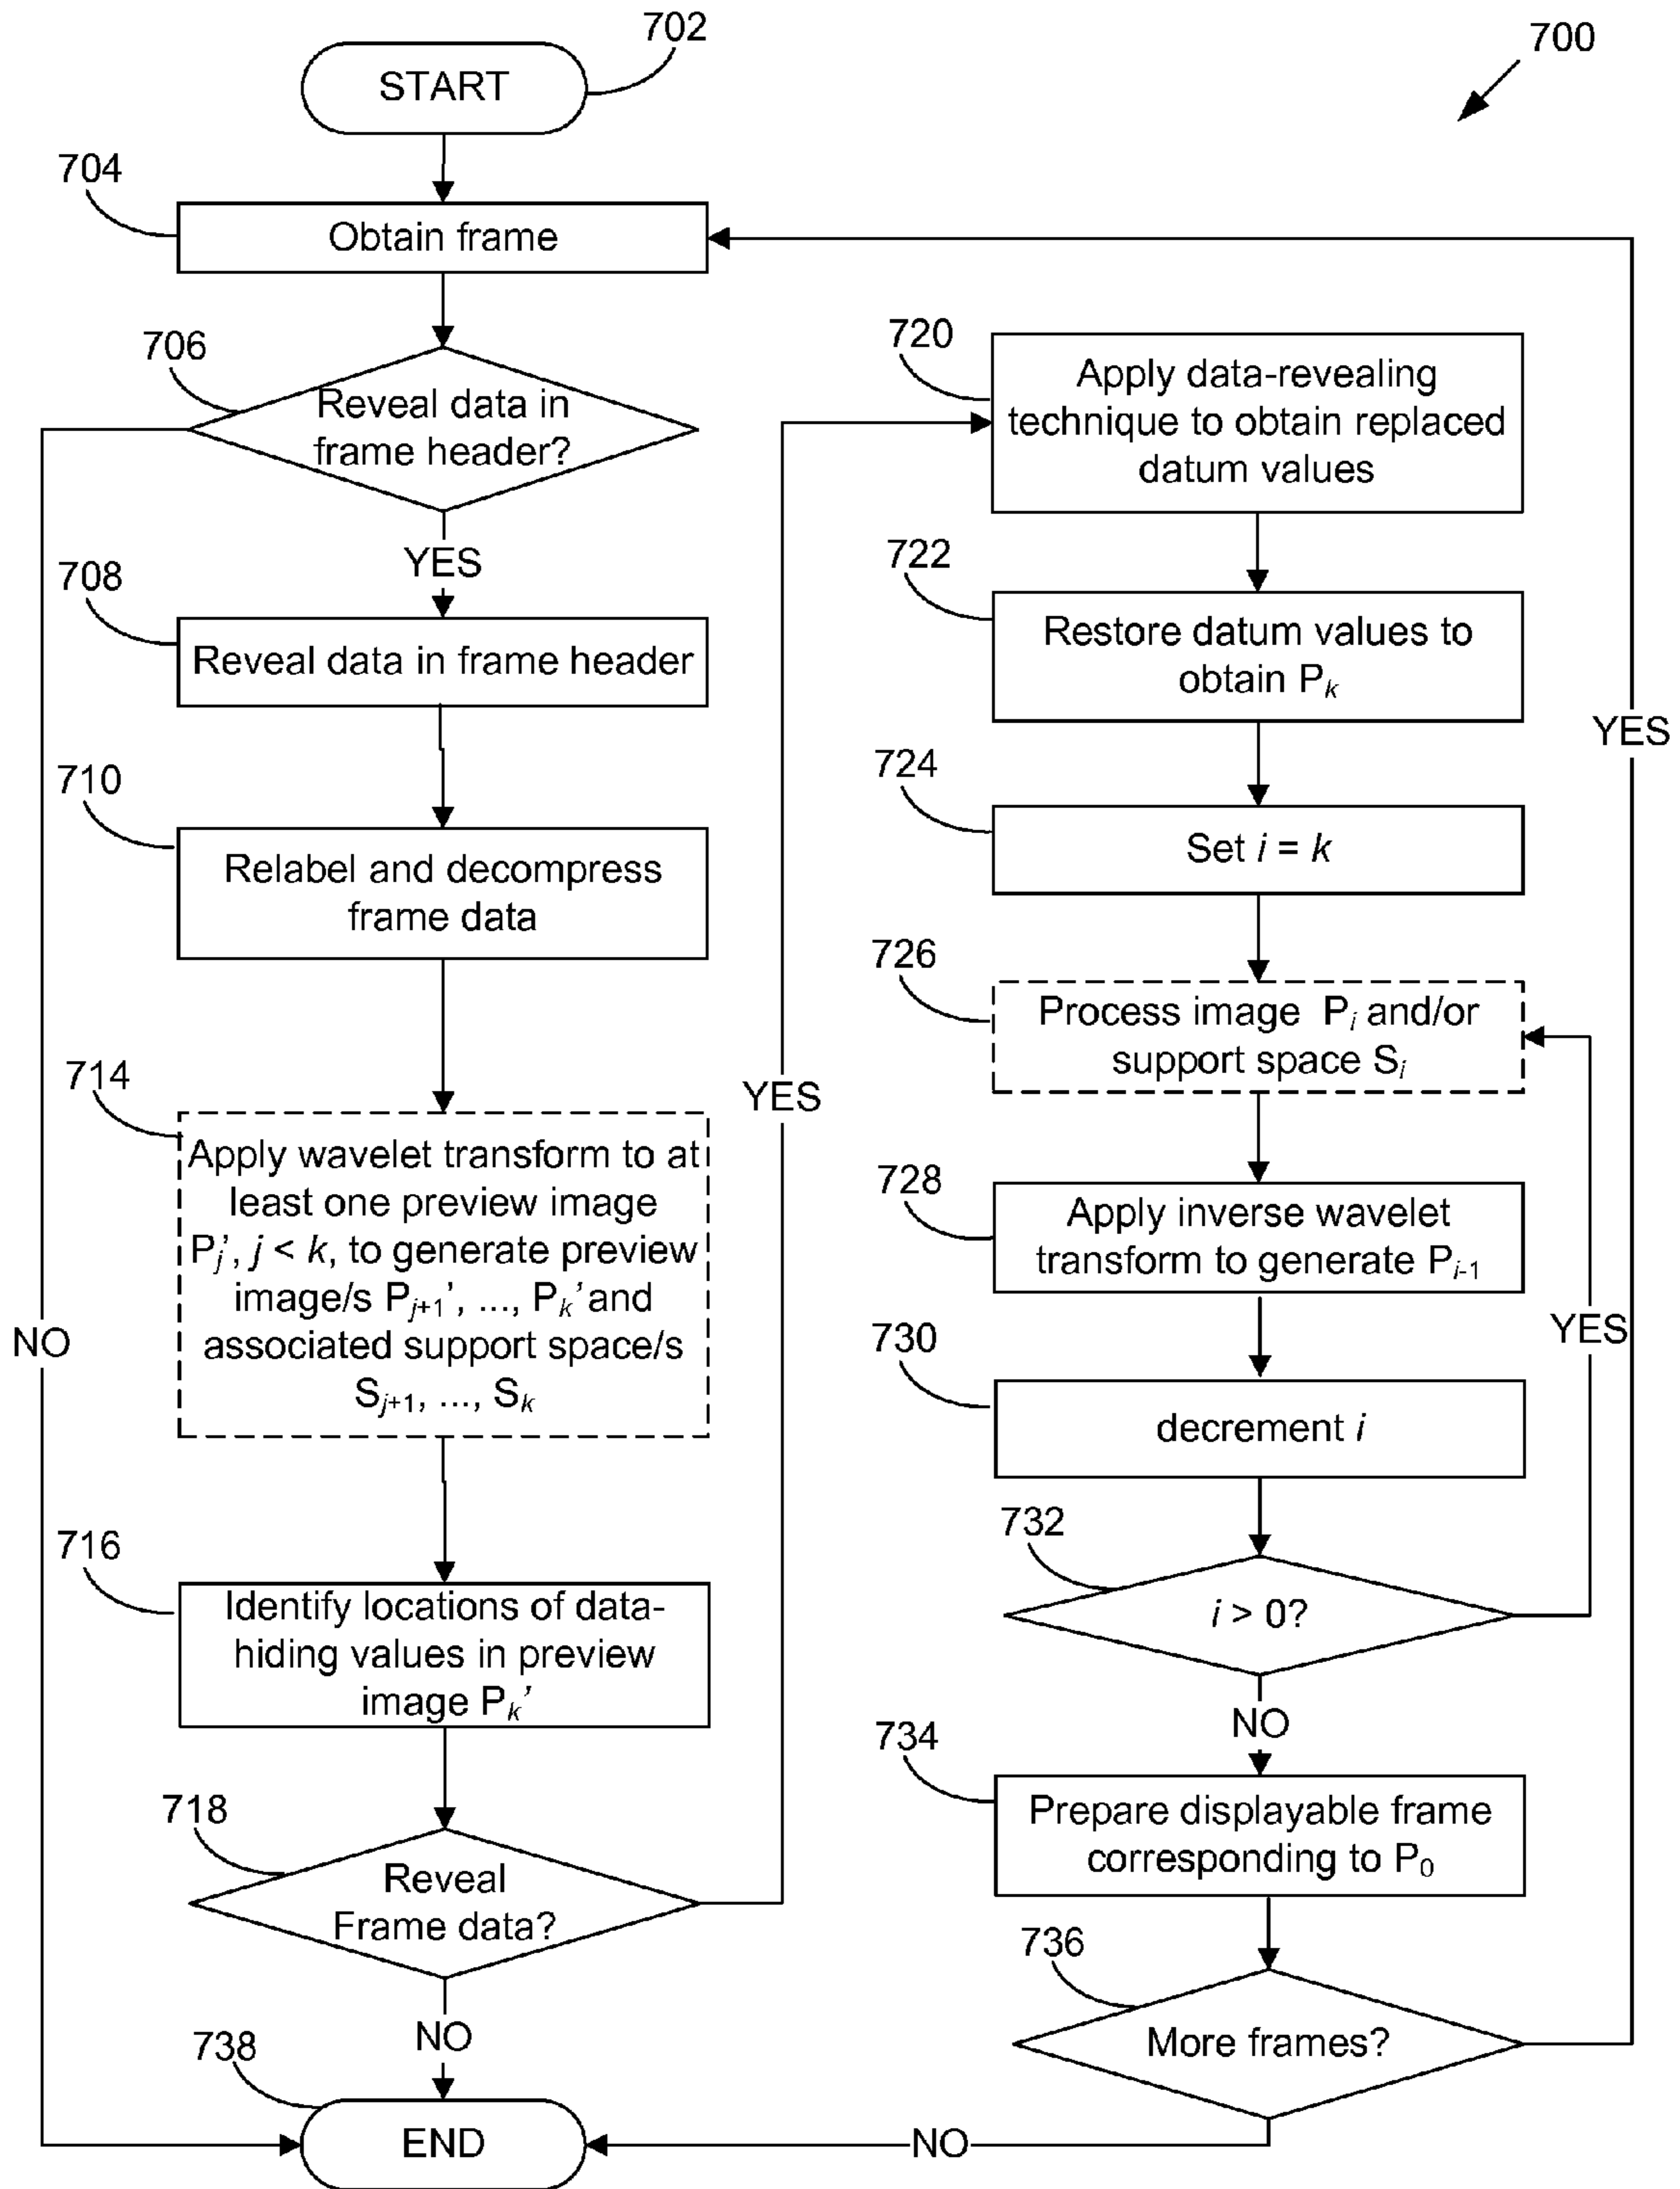 702
START
700
704
Obtain frame
706
Reveal data in
frame header?
YES
708
Reveal data in frame header
710
Relabel and decompress
frame data
714
Apply wavelet transform to at
least one preview image
Pj’, j < k, to generate preview
image/s Pj+1’, ..., Pk’ and
associated support space/s
Sj+1, ..., Sk
NO
716
Identify locations of data-
hiding values in preview
image Pk’
718
Reveal
Frame data?
YES
NO
738
END
720
Apply data-revealing
technique to obtain replaced
datum values
722
Restore datum values to
obtain Pk
724
Set i = k
726
Process image Pi and/or
support space Si
728
Apply inverse wavelet
transform to generate Pi-1
730
decrement i
732
i > 0?
YES
NO
734
Prepare displayable frame
corresponding to P0
736
More frames?
YES
NO